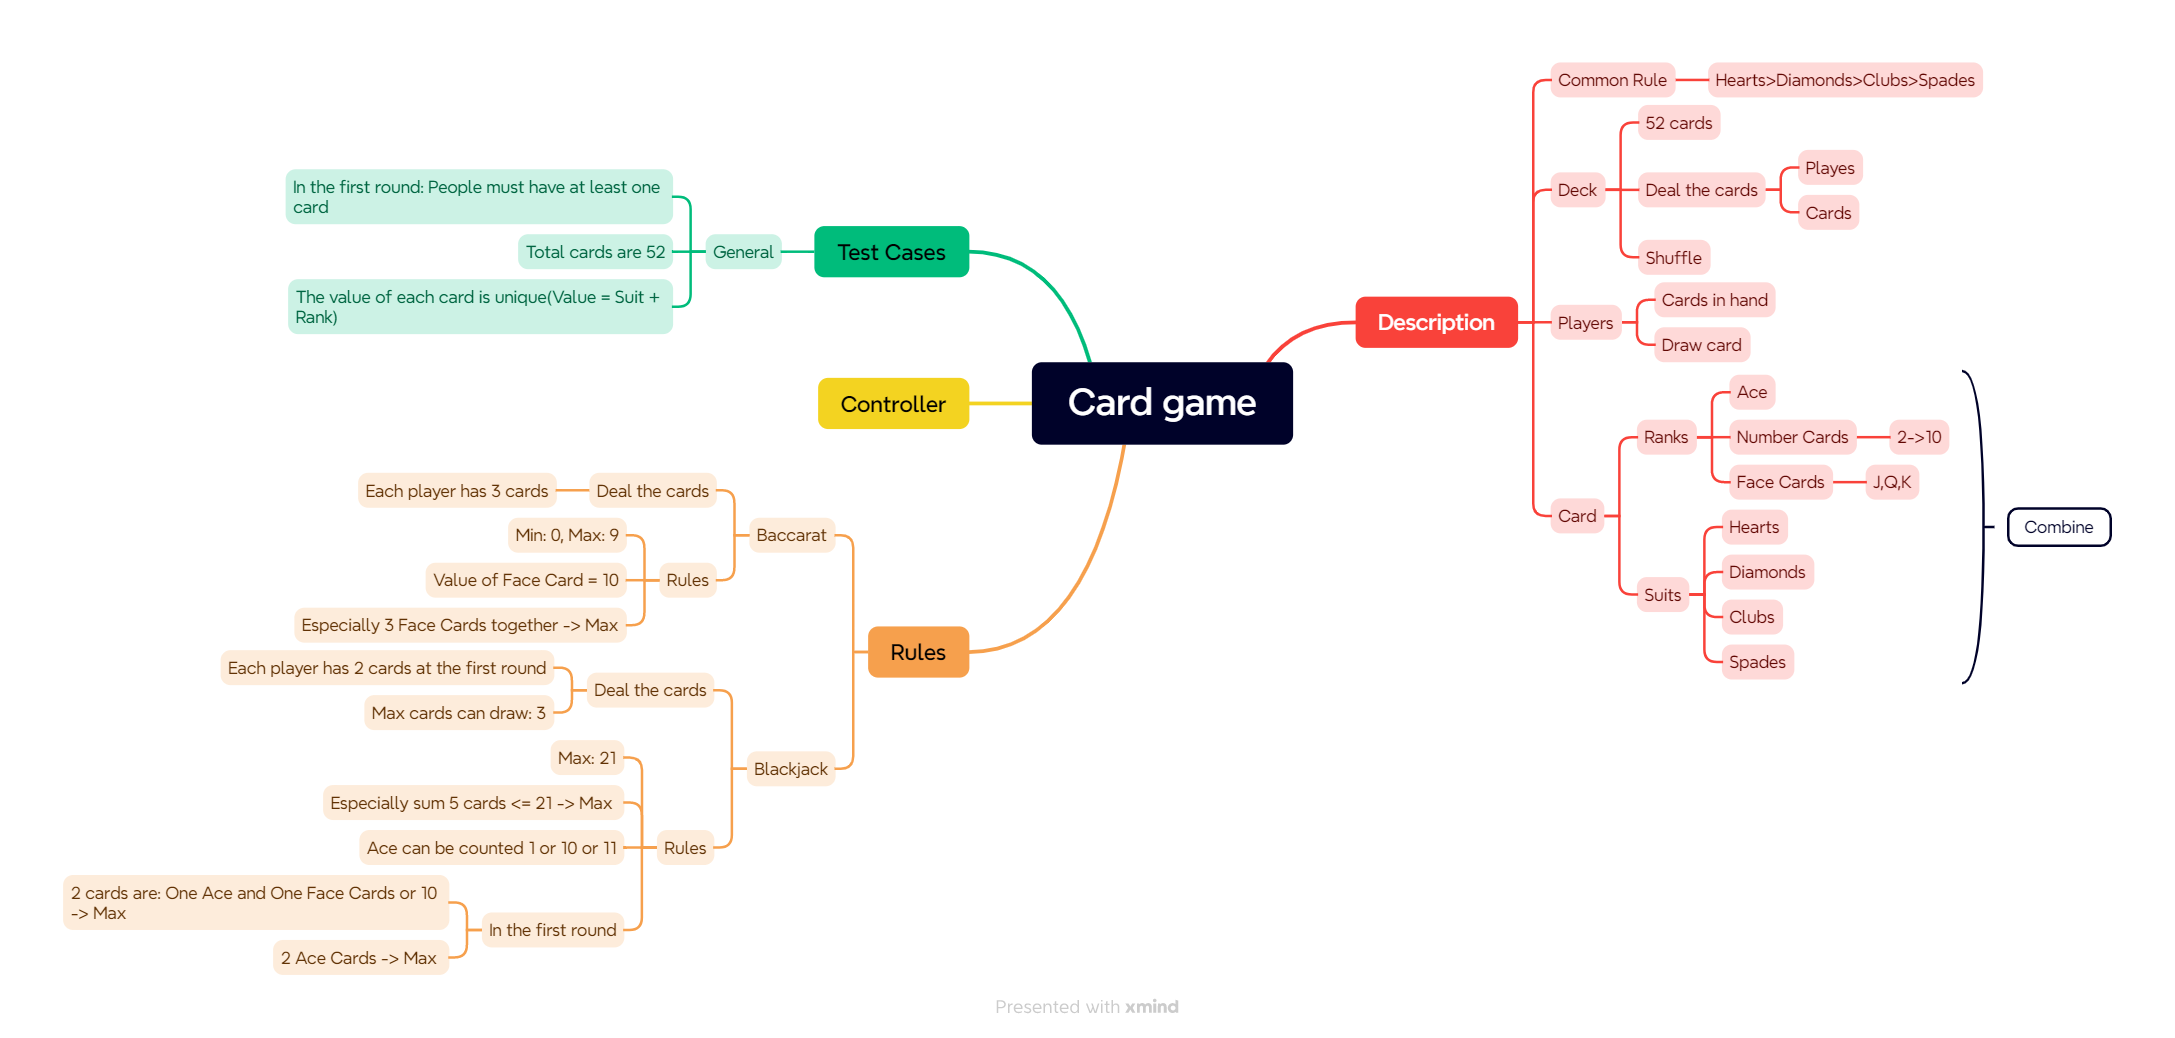 Card game
Description
Common Rule
Hearts>Diamonds>Clubs>Spades
Deck
52 cards
Deal the cards
Playes
Cards
Shuffle
Players
Cards in hand
Draw card
Card
Ranks
Ace
Number Cards
2->10
Face Cards
J,Q,K
Suits
Hearts
Diamonds
Clubs
Spades
Combine
Test Cases
General
In the first round: People must have at least one
card
Total cards are 52
The value of each card is unique(Value = Suit +
Rank)
Controller
Rules
Baccarat
Deal the cards
Each player has 3 cards
Rules
Min: 0, Max: 9
Value of Face Card = 10
Especially 3 Face Cards together -> Max
Blackjack
Deal the cards
Each player has 2 cards at the first round
Max cards can draw: 3
Rules
Max: 21
Especially sum 5 cards <= 21 -> Max
Ace can be counted 1 or 10 or 11
In the first round
2 cards are: One Ace and One Face Cards or 10
-> Max
2 Ace Cards -> Max
Presented with xmind